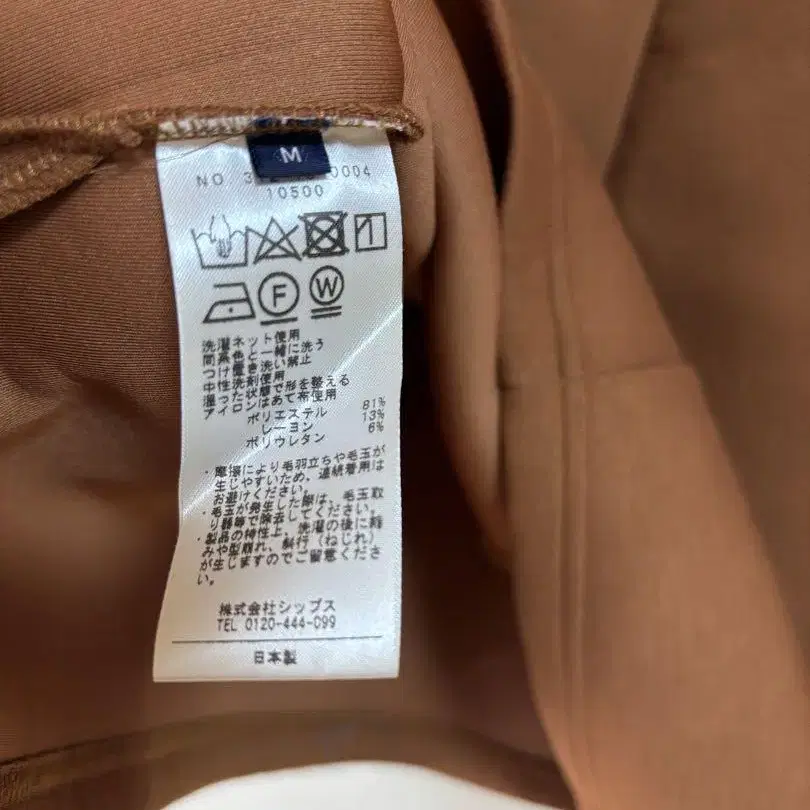 M
NO 3 0004
10500
F W
洗濯ネット使用
同系色と一緒に洗う
つけ置き洗い禁止
中性洗剤使用
湿った状態で形を整える
アイロンはあて布使用
ポリエステル 81%
レーヨン 13%
ポリウレタン 6%
・摩擦により毛羽立ちや毛玉が
生じやすいため、連続着用は
お避けください。
・毛玉が発生した際は、毛玉取
り器等で除去してください。
・製品の特性上、洗濯の後に縮
みや型崩れ、斜行（ねじれ）
が生じますのでご留意くださ
い。
株式会社シップス
TEL 0120-444-099
日本製